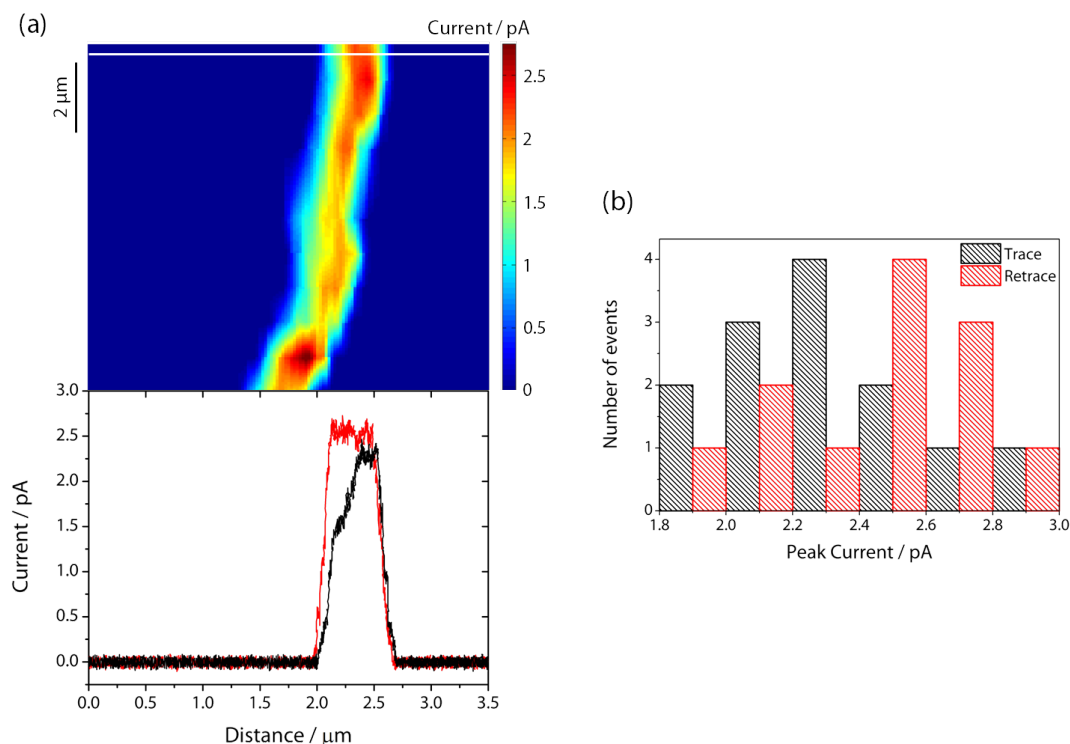 (a)
Current / pA
2 μm
2.5
2
1.5
1
0.5
0
3.0
2.5
2.0
1.5
1.0
0.5
0.0
Current / pA
0.0 0.5 1.0 1.5 2.0 2.5 3.0 3.5
Distance / μm
(b)
Trace
Retrace
4
3
2
1
0
Number of events
1.8 2.0 2.2 2.4 2.6 2.8 3.0
Peak Current / pA